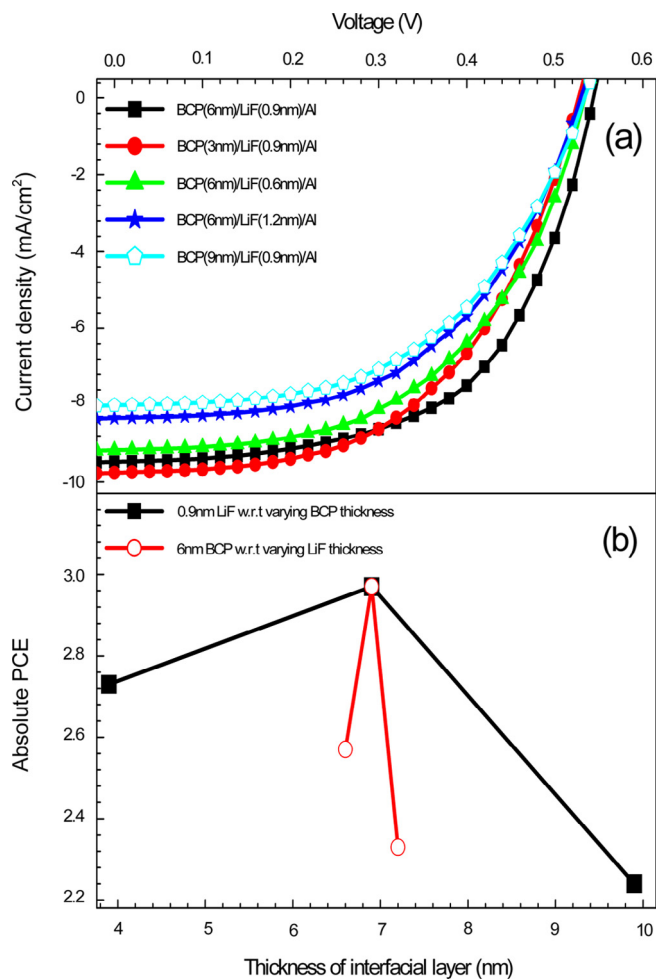 Voltage (V)
0.0 0.1 0.2 0.3 0.4 0.5 0.6
BCP(6nm)/LiF(0.9nm)/Al
BCP(3nm)/LiF(0.9nm)/Al
BCP(6nm)/LiF(0.6nm)/Al
BCP(6nm)/LiF(1.2nm)/Al
BCP(9nm)/LiF(0.9nm)/Al
(a)
Current density (mA/cm²)
0
-2
-4
-6
-8
-10
0.9nm LiF w.r.t varying BCP thickness
6nm BCP w.r.t varying LiF thickness
(b)
Absolute PCE
3.0
2.8
2.6
2.4
2.2
4 5 6 7 8 9 10
Thickness of interfacial layer (nm)